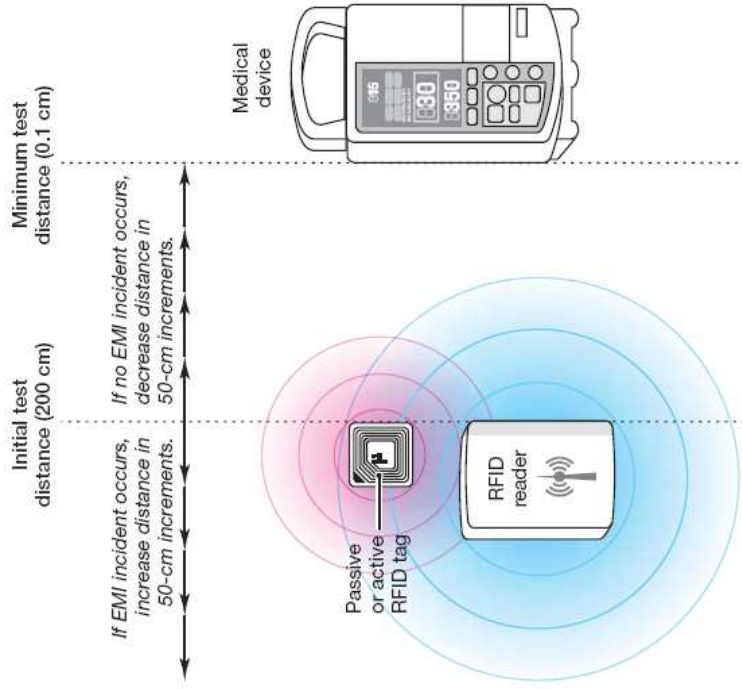 Initial test
distance (200 cm)
Minimum test
distance (0.1 cm)
If EMI incident occurs,
increase distance in
50-cm increments.
If no EMI incident occurs,
decrease distance in
50-cm increments.
Passive
or active
RFID tag
RFID
reader
Medical
device
30
350